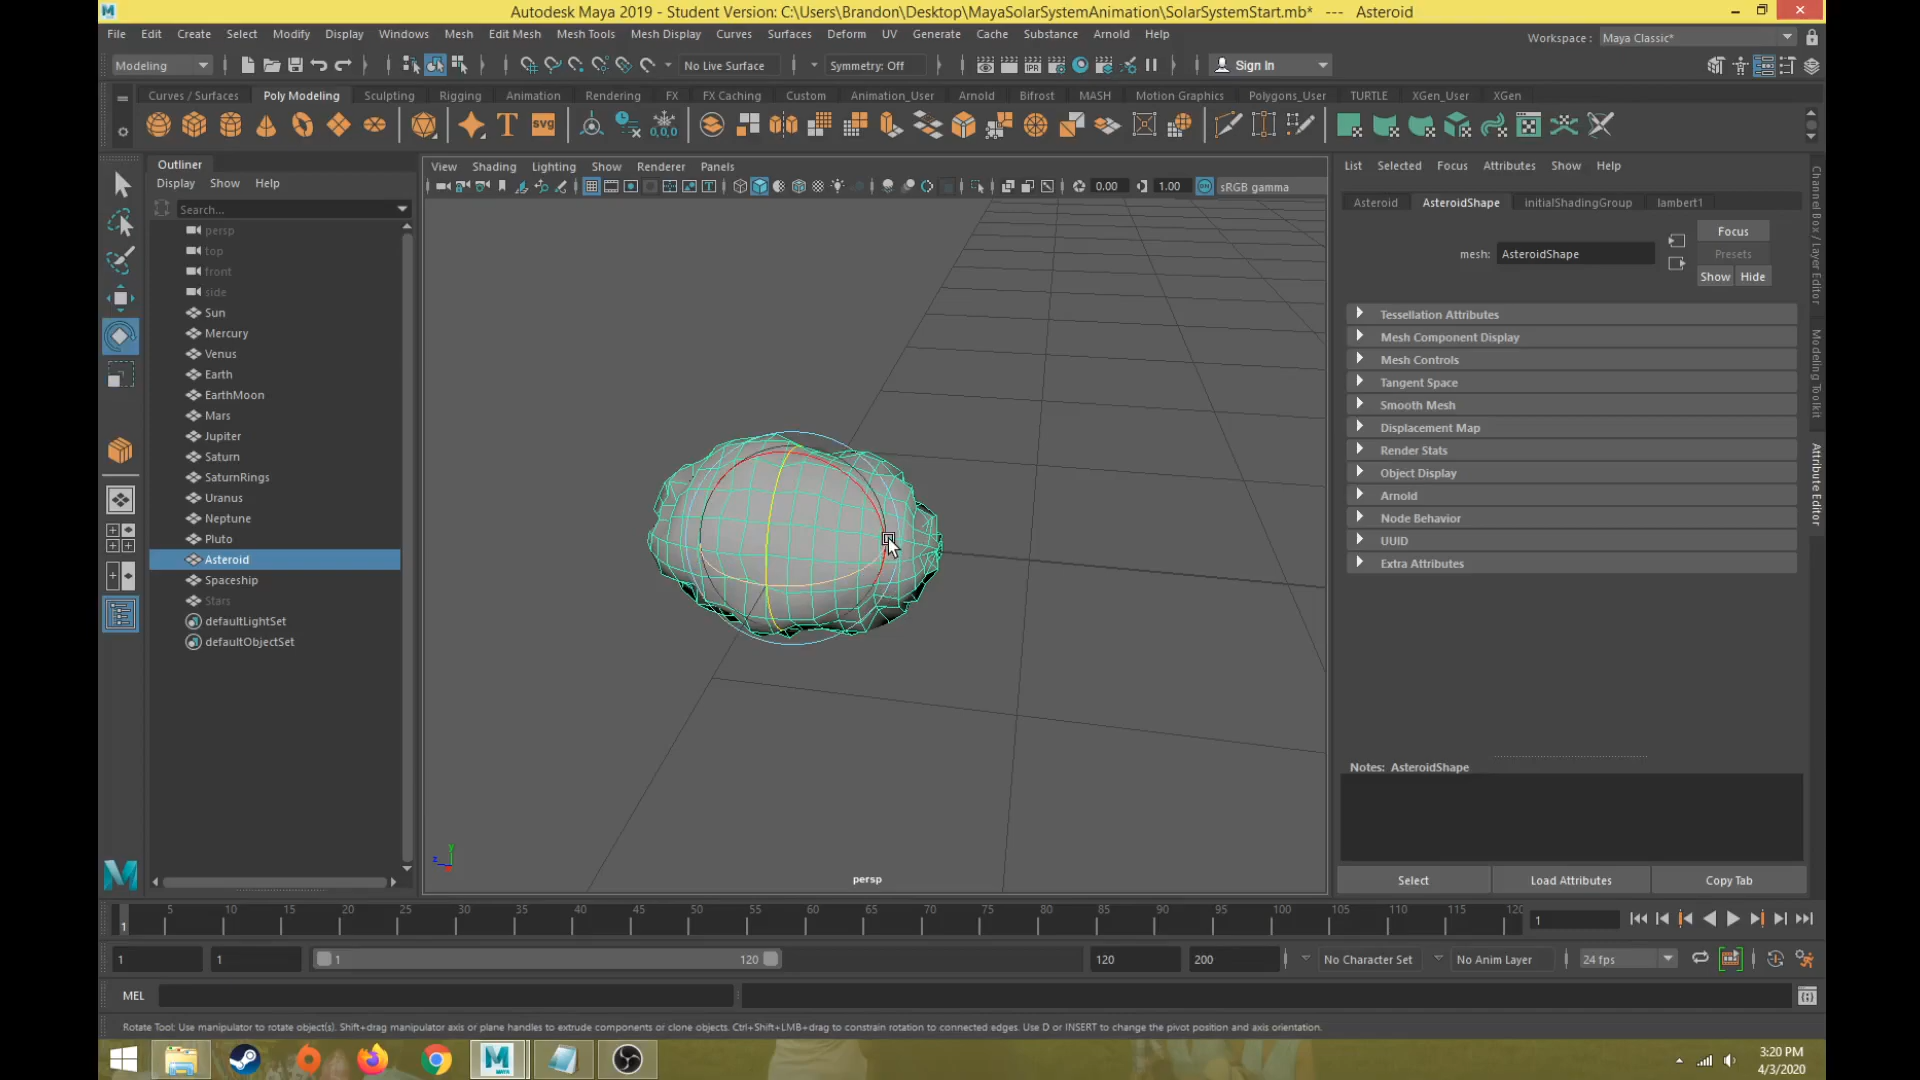 Autodesk Maya 2019 - Student Version: C:\Users\Brandon\Desktop\MayaSolarSystemAnimation\SolarSystemStart.mb* --- Asteroid
File Edit Create Select Modify Display Windows Mesh Edit Mesh Mesh Tools Mesh Display Curves Surfaces Deform UV Generate Cache Substance Arnold Help
Workspace : Maya Classic*
Modeling
No Live Surface
Symmetry: Off
Sign In
Curves / Surfaces Poly Modeling Sculpting Rigging Animation Rendering FX FX Caching Custom Animation_User Arnold Bifrost MASH Motion Graphics Polygons_User TURTLE XGen_User XGen
T svg
0,0,0
Outliner
Display Show Help
Search...
persp
top
front
side
Sun
Mercury
Venus
Earth
EarthMoon
Mars
Jupiter
Saturn
SaturnRings
Uranus
Neptune
Pluto
Asteroid
Spaceship
Stars
defaultLightSet
defaultObjectSet
View Shading Lighting Show Renderer Panels
0.00 1.00 sRGB gamma
y
z
persp
List Selected Focus Attributes Show Help
Asteroid AsteroidShape initialShadingGroup lambert1
Focus
mesh: AsteroidShape
Presets
Show Hide
Tessellation Attributes
Mesh Component Display
Mesh Controls
Tangent Space
Smooth Mesh
Displacement Map
Render Stats
Object Display
Arnold
Node Behavior
UUID
Extra Attributes
Notes: AsteroidShape
Select Load Attributes Copy Tab
Channel Box / Layer Editor
Modeling Toolkit
Attribute Editor
1 5 10 15 20 25 30 35 40 45 50 55 60 65 70 75 80 85 90 95 100 105 110 115 120
1
1 1 1 120 120 200 No Character Set No Anim Layer 24 fps
MEL
Rotate Tool: Use manipulator to rotate object(s). Shift+drag manipulator axis or plane handles to extrude components or clone objects. Ctrl+Shift+LMB+drag to constrain rotation to connected edges. Use D or INSERT to change the pivot position and axis orientation.
3:20 PM
4/3/2020